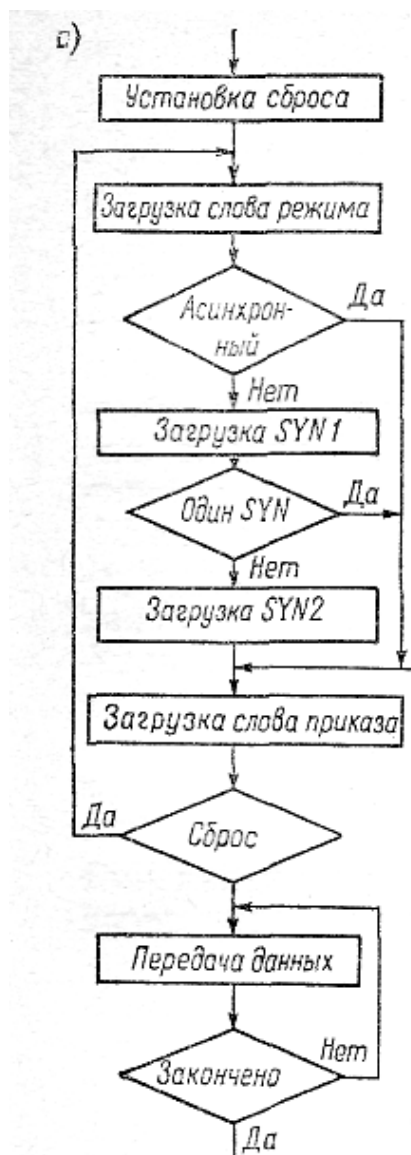 а)
Установка сброса
Загрузка слова режима
Асинхрон-
ный
Да
Нет
Загрузка SYN1
Один SYN
Да
Нет
Загрузка SYN2
Загрузка слова приказа
Да
Сброс
Передача данных
Закончено
Нет
Да